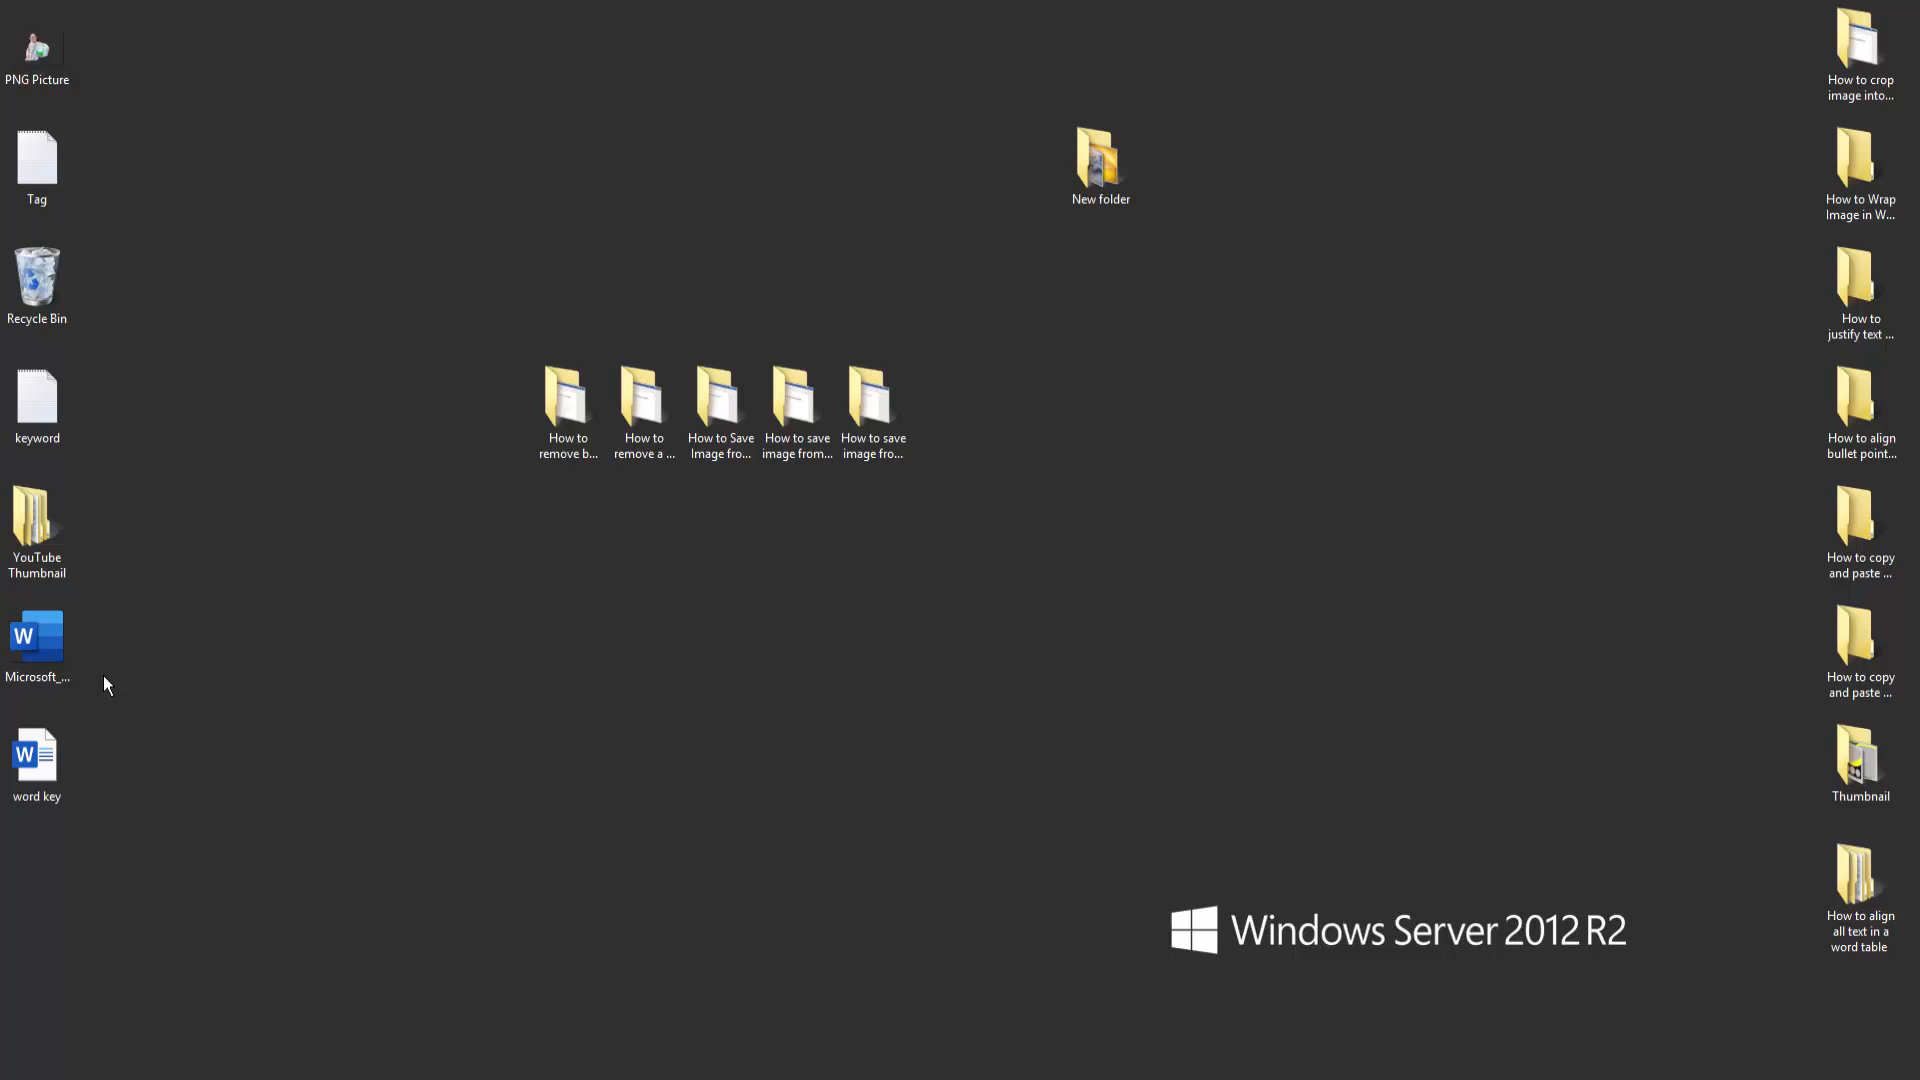 PNG Picture
Tag
Recycle Bin
keyword
YouTube
Thumbnail
W
Microsoft_...
W
word key
How to
remove b...
How to
remove a ...
How to Save
Image fro...
How to save
image from...
How to save
image fro...
New folder
How to crop
image into...
How to Wrap
Image in W...
How to
justify text ...
How to align
bullet point...
How to copy
and paste ...
How to copy
and paste ...
Thumbnail
How to align
all text in a
word table
Windows Server 2012 R2